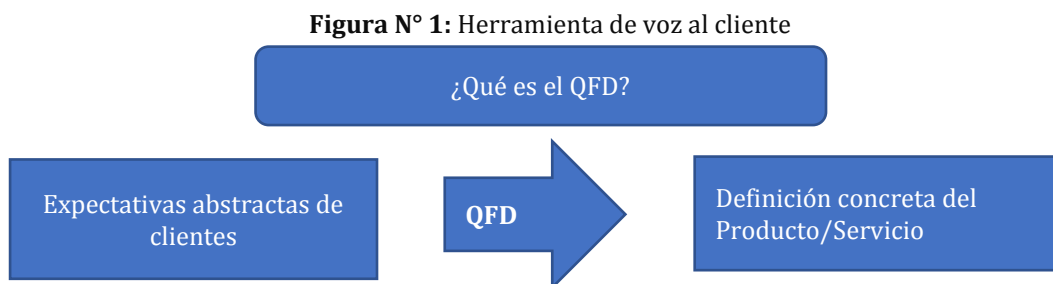 Figura N° 1: Herramienta de voz al cliente
¿Qué es el QFD?
Expectativas abstractas de
clientes
QFD
Definición concreta del
Producto/Servicio